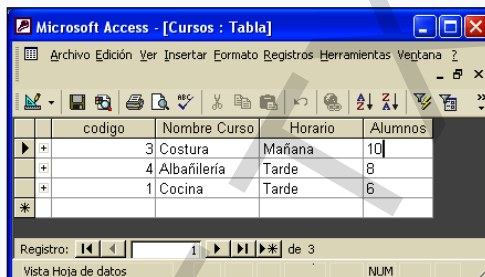 Microsoft Access - [Cursos : Tabla]
Archivo Edición Ver Insertar Formato Registros Herramientas Ventana ?
codigo Nombre Curso Horario Alumnos
3 Costura Mañana 10
4 Albañilería Tarde 8
1 Cocina Tarde 6
Registro: 1 de 3
Vista Hoja de datos NUM